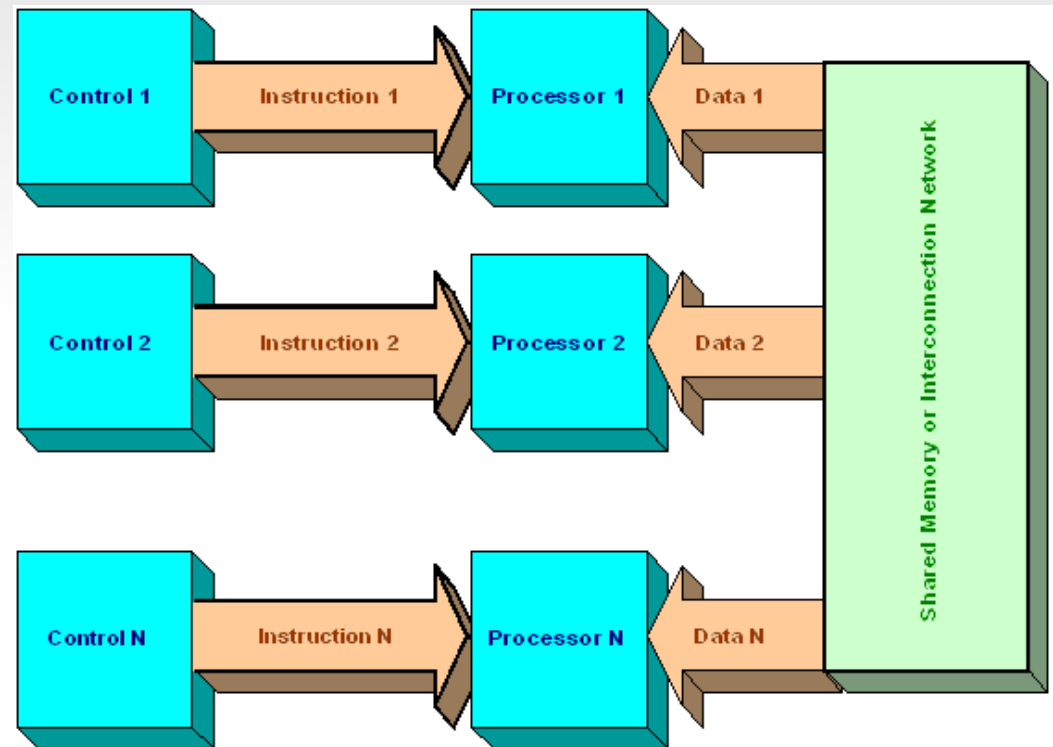 Control 1
Instruction 1
Processor 1
Data 1
Control 2
Instruction 2
Processor 2
Data 2
Control N
Instruction N
Processor N
Data N
Shared Memory or Interconnection Network